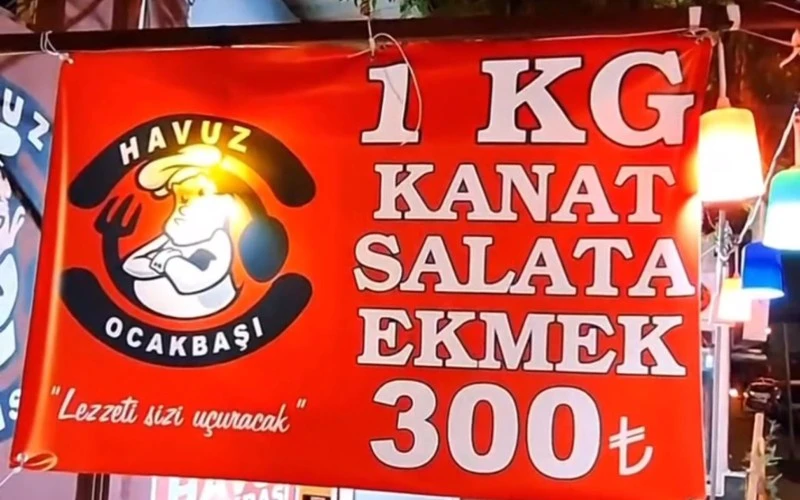 HAVUZ
OCAKBAŞI
"Lezzeti sizi uçuracak"
1 KG
KANAT
SALATA
EKMEK
300₺